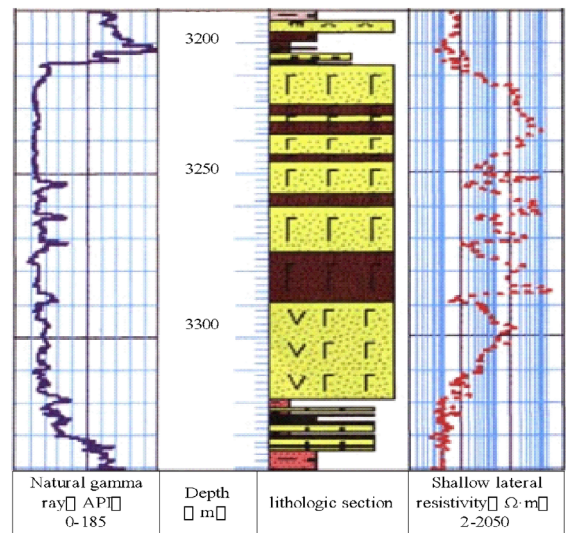 3200
3250
3300
Natural gamma
ray□ API□
0-185
Depth
□ m□
lithologic section
Shallow lateral
resistivity□ Ω·m□
2-2050